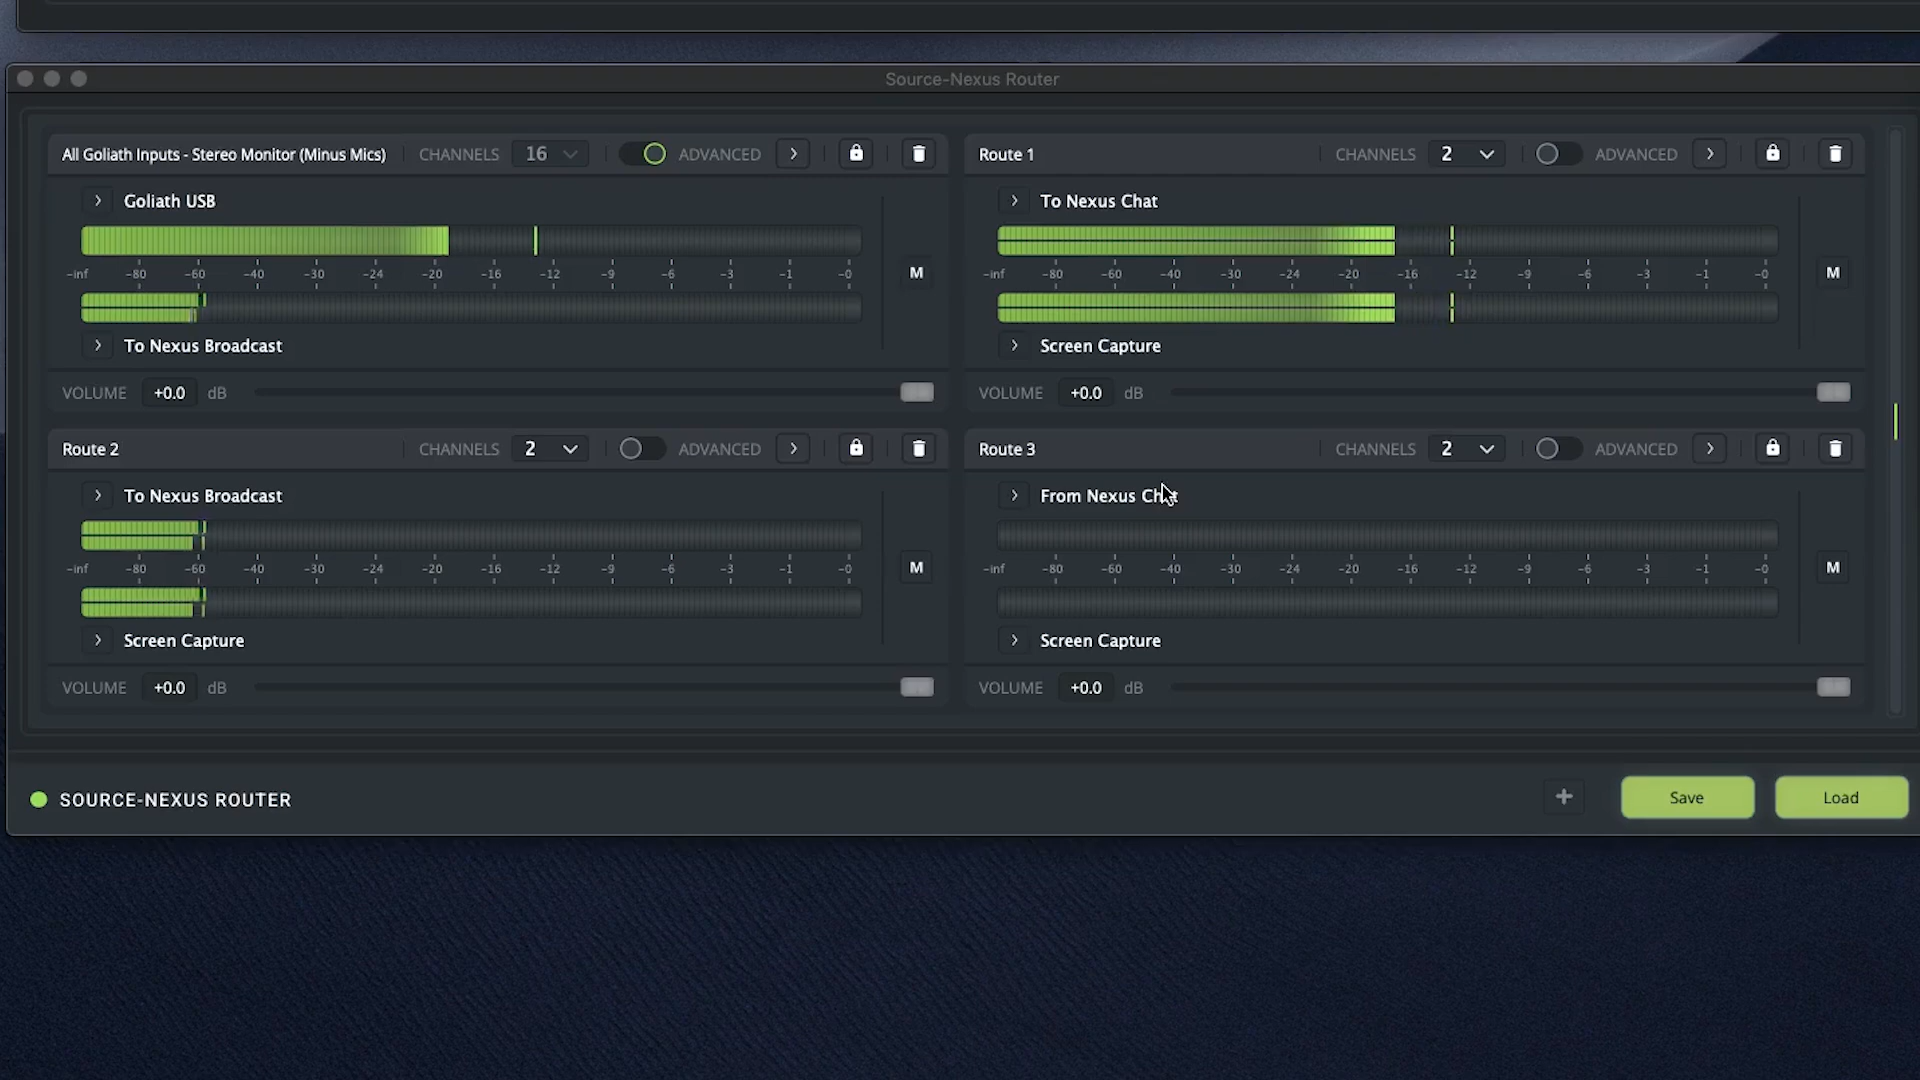 Source-Nexus Router
All Goliath Inputs - Stereo Monitor (Minus Mics) CHANNELS 16 ADVANCED
Goliath USB
-inf -80 -60 -40 -30 -24 -20 -16 -12 -9 -6 -3 -1 -0
M
To Nexus Broadcast
VOLUME +0.0 dB
Route 1 CHANNELS 2 ADVANCED
To Nexus Chat
-inf -80 -60 -40 -30 -24 -20 -16 -12 -9 -6 -3 -1 -0
M
Screen Capture
VOLUME +0.0 dB
Route 2 CHANNELS 2 ADVANCED
To Nexus Broadcast
-inf -80 -60 -40 -30 -24 -20 -16 -12 -9 -6 -3 -1 -0
M
Screen Capture
VOLUME +0.0 dB
Route 3 CHANNELS 2 ADVANCED
From Nexus Chat
-inf -80 -60 -40 -30 -24 -20 -16 -12 -9 -6 -3 -1 -0
M
Screen Capture
VOLUME +0.0 dB
SOURCE-NEXUS ROUTER
+ Save Load